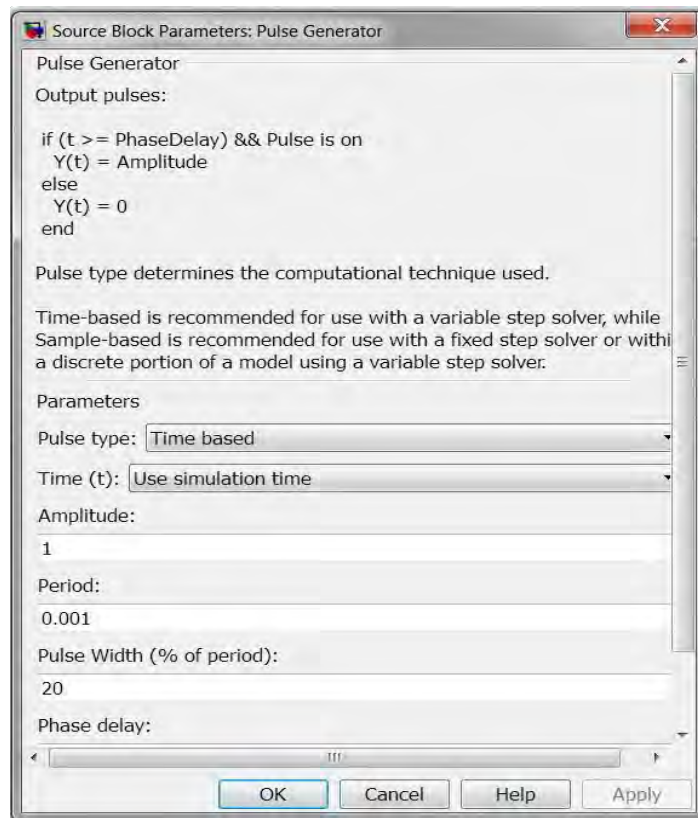 Source Block Parameters: Pulse Generator
Pulse Generator
Output pulses:
if (t >= PhaseDelay) && Pulse is on
Y(t) = Amplitude
else
Y(t) = 0
end
Pulse type determines the computational technique used.
Time-based is recommended for use with a variable step solver, while
Sample-based is recommended for use with a fixed step solver or withi
a discrete portion of a model using a variable step solver.
Parameters
Pulse type: Time based
Time (t): Use simulation time
Amplitude:
1
Period:
0.001
Pulse Width (% of period):
20
Phase delay:
OK Cancel Help Apply